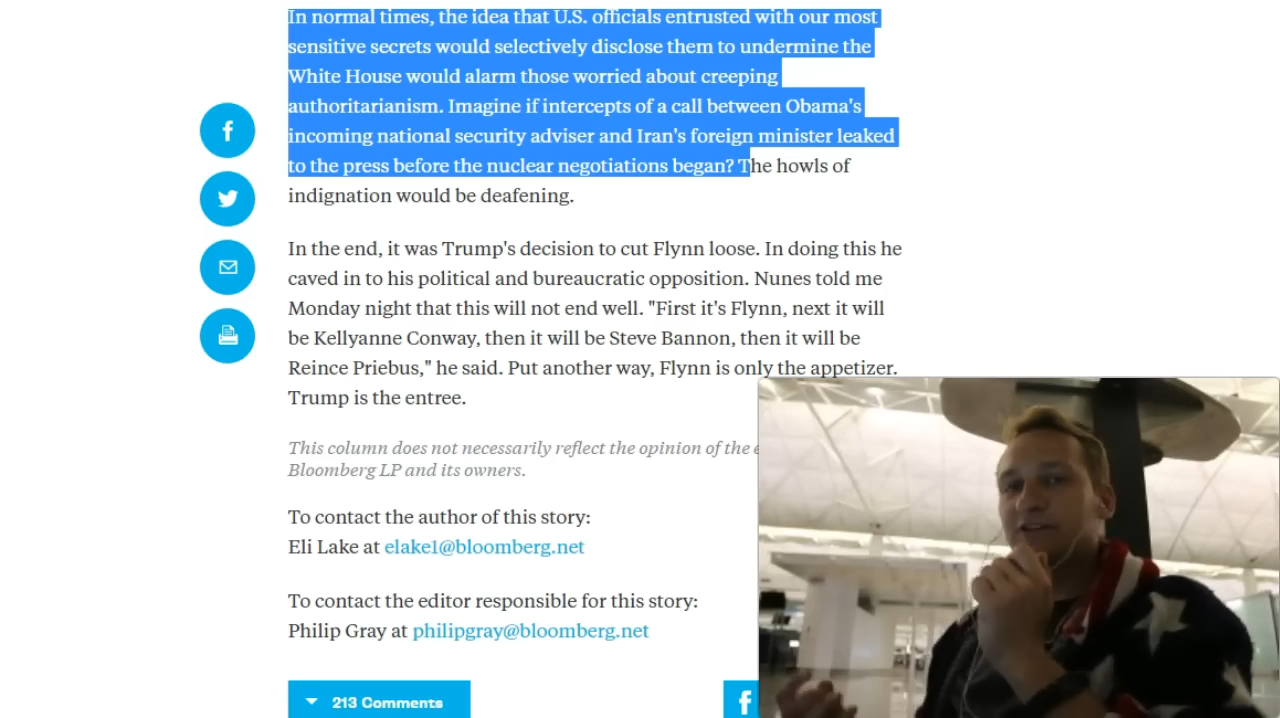 In normal times, the idea that U.S. officials entrusted with our most
sensitive secrets would selectively disclose them to undermine the
White House would alarm those worried about creeping
authoritarianism. Imagine if intercepts of a call between Obama's
incoming national security adviser and Iran's foreign minister leaked
to the press before the nuclear negotiations began? The howls of
indignation would be deafening.
In the end, it was Trump's decision to cut Flynn loose. In doing this he
caved in to his political and bureaucratic opposition. Nunes told me
Monday night that this will not end well. "First it's Flynn, next it will
be Kellyanne Conway, then it will be Steve Bannon, then it will be
Reince Priebus," he said. Put another way, Flynn is only the appetizer.
Trump is the entree.
This column does not necessarily reflect the opinion of the
Bloomberg LP and its owners.
To contact the author of this story:
Eli Lake at elake1@bloomberg.net
To contact the editor responsible for this story:
Philip Gray at philipgray@bloomberg.net
213 Comments